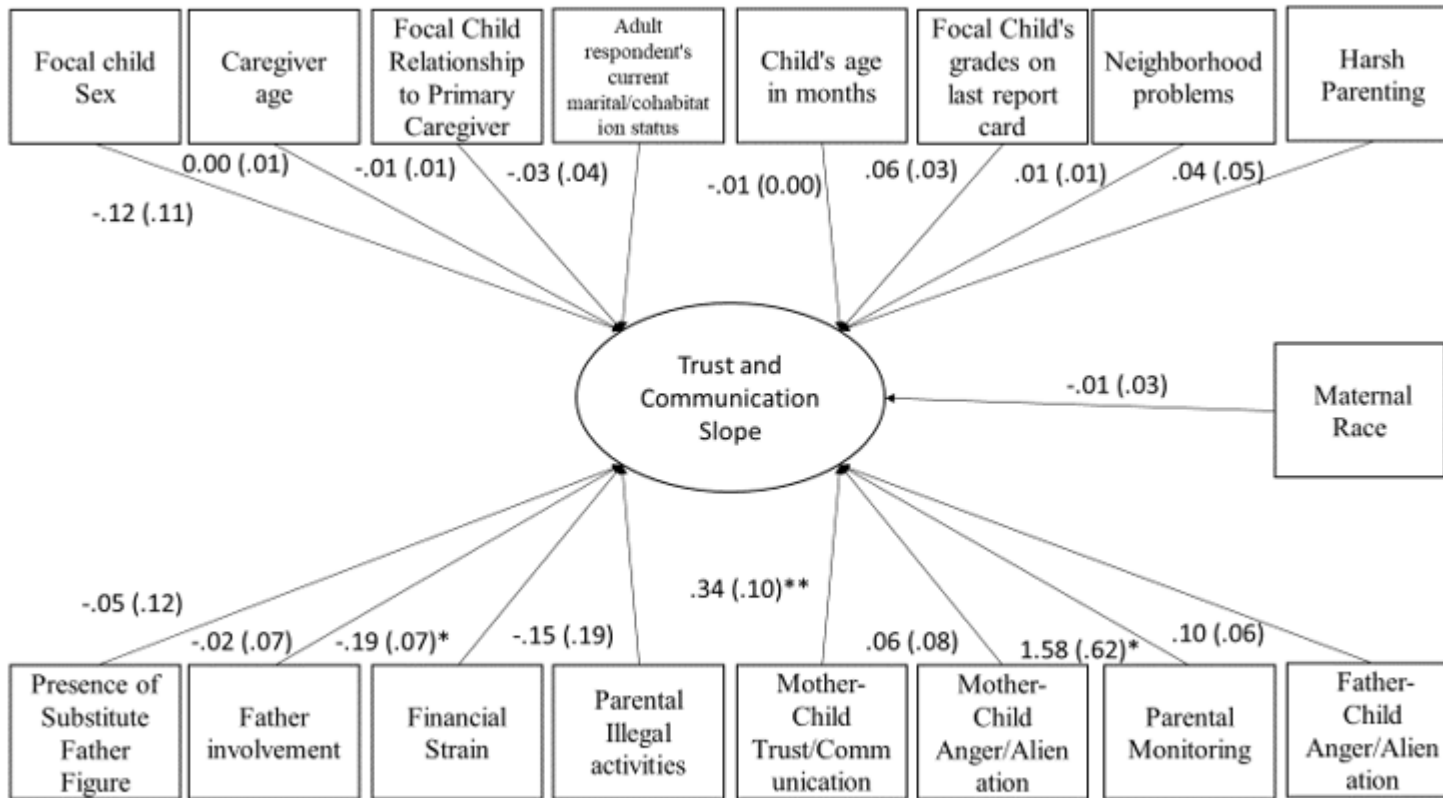 Focal child
Sex
Caregiver
age
Focal Child
Relationship
to Primary
Caregiver
Adult
respondent's
current
marital/cohabitat
ion status
Child's age
in months
Focal Child's
grades on
last report
card
Neighborhood
problems
Harsh
Parenting
-.12 (.11)
0.00 (.01)
-.01 (.01)
-.03 (.04)
-.01 (0.00)
.06 (.03)
.01 (.01)
.04 (.05)
Trust and
Communication
Slope
-.01 (.03)
Maternal
Race
-.05 (.12)
-.02 (.07)
-.19 (.07)*
-.15 (.19)
.34 (.10)**
.06 (.08)
1.58 (.62)*
.10 (.06)
Presence of
Substitute
Father
Figure
Father
involvement
Financial
Strain
Parental
Illegal
activities
Mother-
Child
Trust/Comm
unication
Mother-
Child
Anger/Alien
ation
Parental
Monitoring
Father-
Child
Anger/Alien
ation